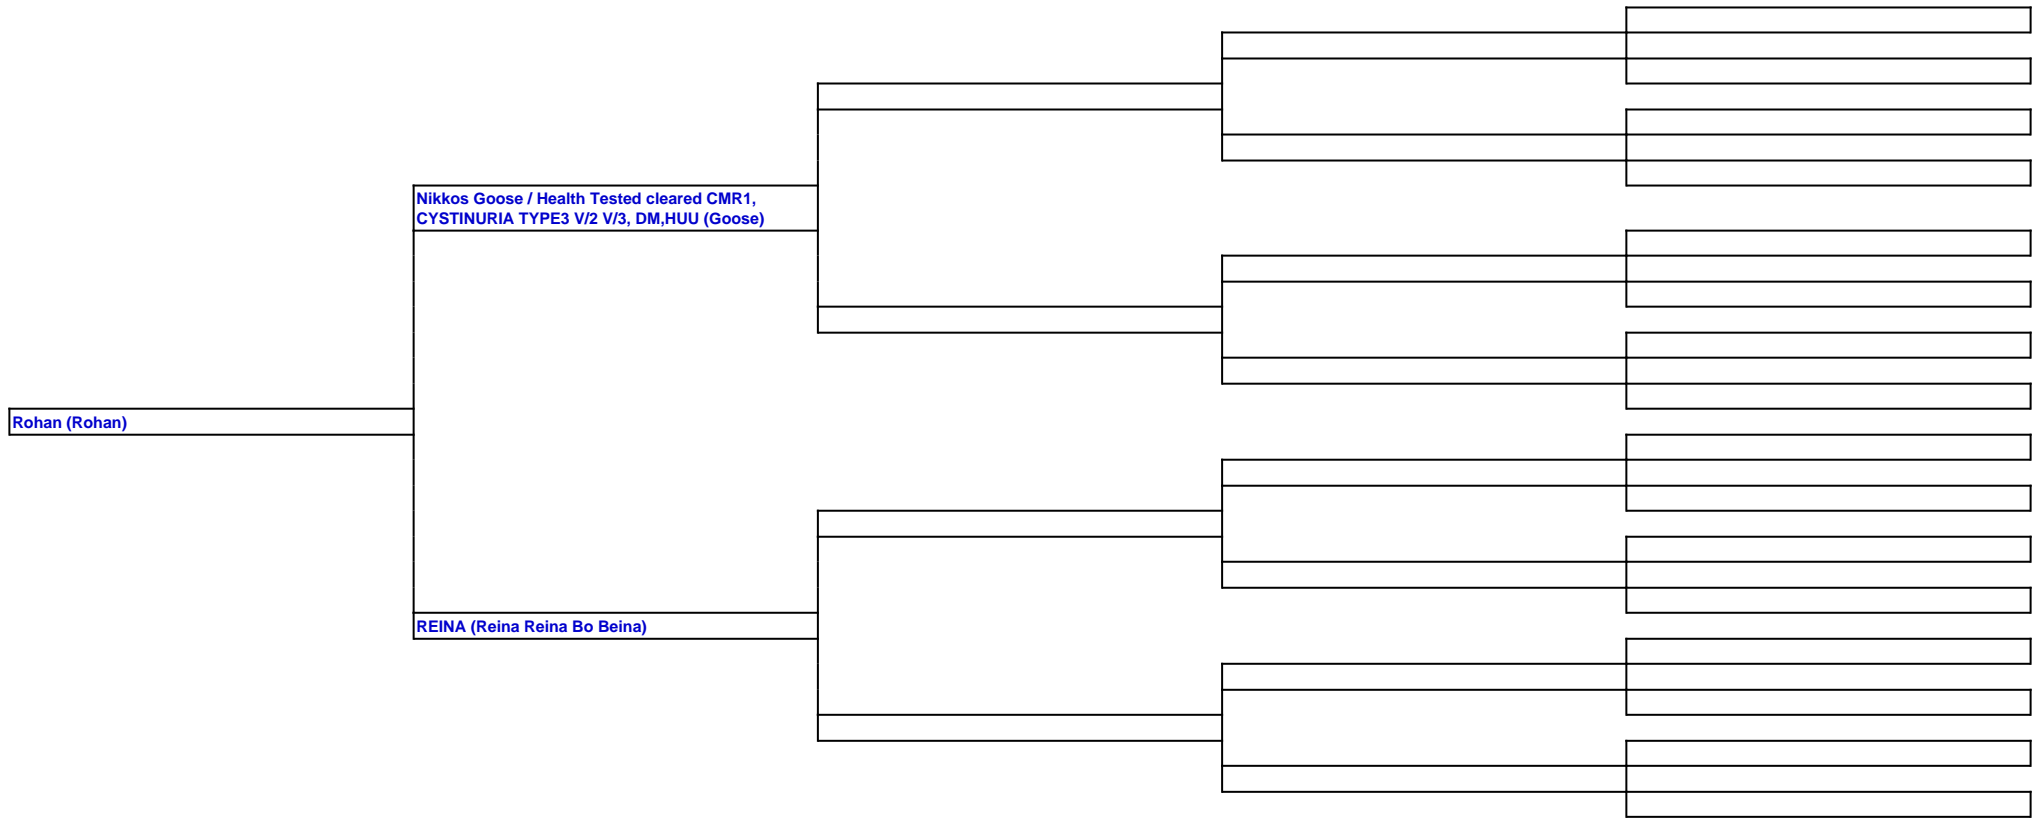 Nikkos Goose / Health Tested cleared CMR1,
CYSTINURIA TYPE3 V/2 V/3, DM,HUU (Goose)
Rohan (Rohan)
REINA (Reina Reina Bo Beina)